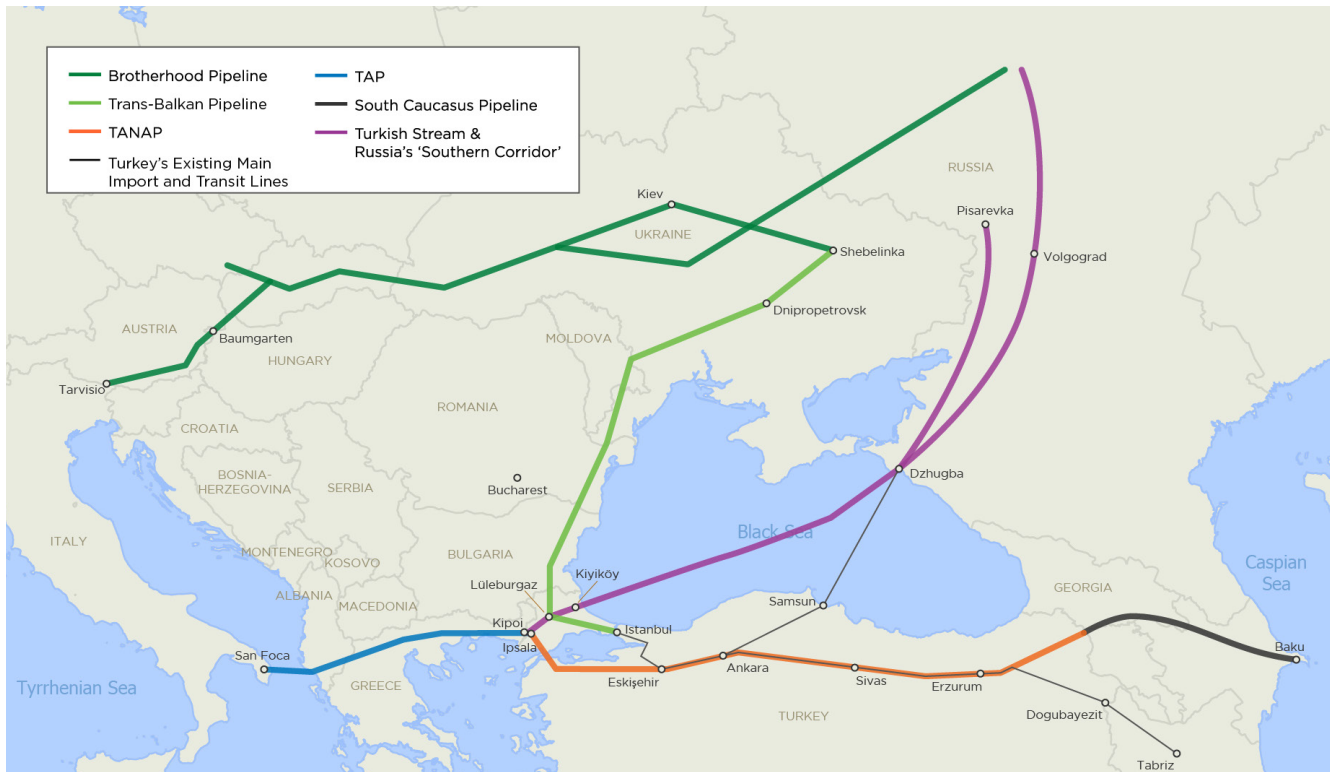 Brotherhood Pipeline
Trans-Balkan Pipeline
TANAP
Turkey's Existing Main
Import and Transit Lines
TAP
South Caucasus Pipeline
Turkish Stream &
Russia's ‘Southern Corridor’
RUSSIA
Kiev
Pisarevka
UKRAINE
Shebelinka
Volgograd
Dnipropetrovsk
AUSTRIA
Baumgarten
MOLDOVA
HUNGARY
Tarvisio
ROMANIA
CROATIA
Dzhugba
BOSNIA-
HERZEGOVINA
SERBIA
Bucharest
Black Sea
ITALY
MONTENEGRO
KOSOVO
BULGARIA
Caspian
Sea
Lüleburgaz
Kiyiköy
GEORGIA
ALBANIA
MACEDONIA
Samsun
Kipoi
Istanbul
Ipsala
Baku
San Foca
Eskişehir
Ankara
Sivas
Erzurum
Tyrrhenian Sea
GREECE
TURKEY
Dogubayezit
Tabriz